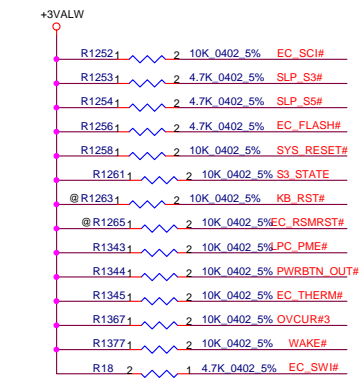 +3VALW
R1252 1 2 10K_0402_5% EC_SCI#
R1253 1 2 4.7K_0402_5% SLP_S3#
R1254 1 2 4.7K_0402_5% SLP_S5#
R1256 1 2 4.7K_0402_5% EC_FLASH#
R1258 1 2 10K_0402_5% SYS_RESET#
R1261 1 2 10K_0402_5% S3_STATE
@R1263 1 2 10K_0402_5% KB_RST#
@R1265 1 2 10K_0402_5% EC_RSMRST#
R1343 1 2 10K_0402_5% LPC_PME#
R1344 1 2 10K_0402_5% PWRBTN_OUT#
R1345 1 2 10K_0402_5% EC_THERM#
R1367 1 2 10K_0402_5% OVCUR#3
R1377 1 2 10K_0402_5% WAKE#
R18 2 1 4.7K_0402_5% EC_SWI#